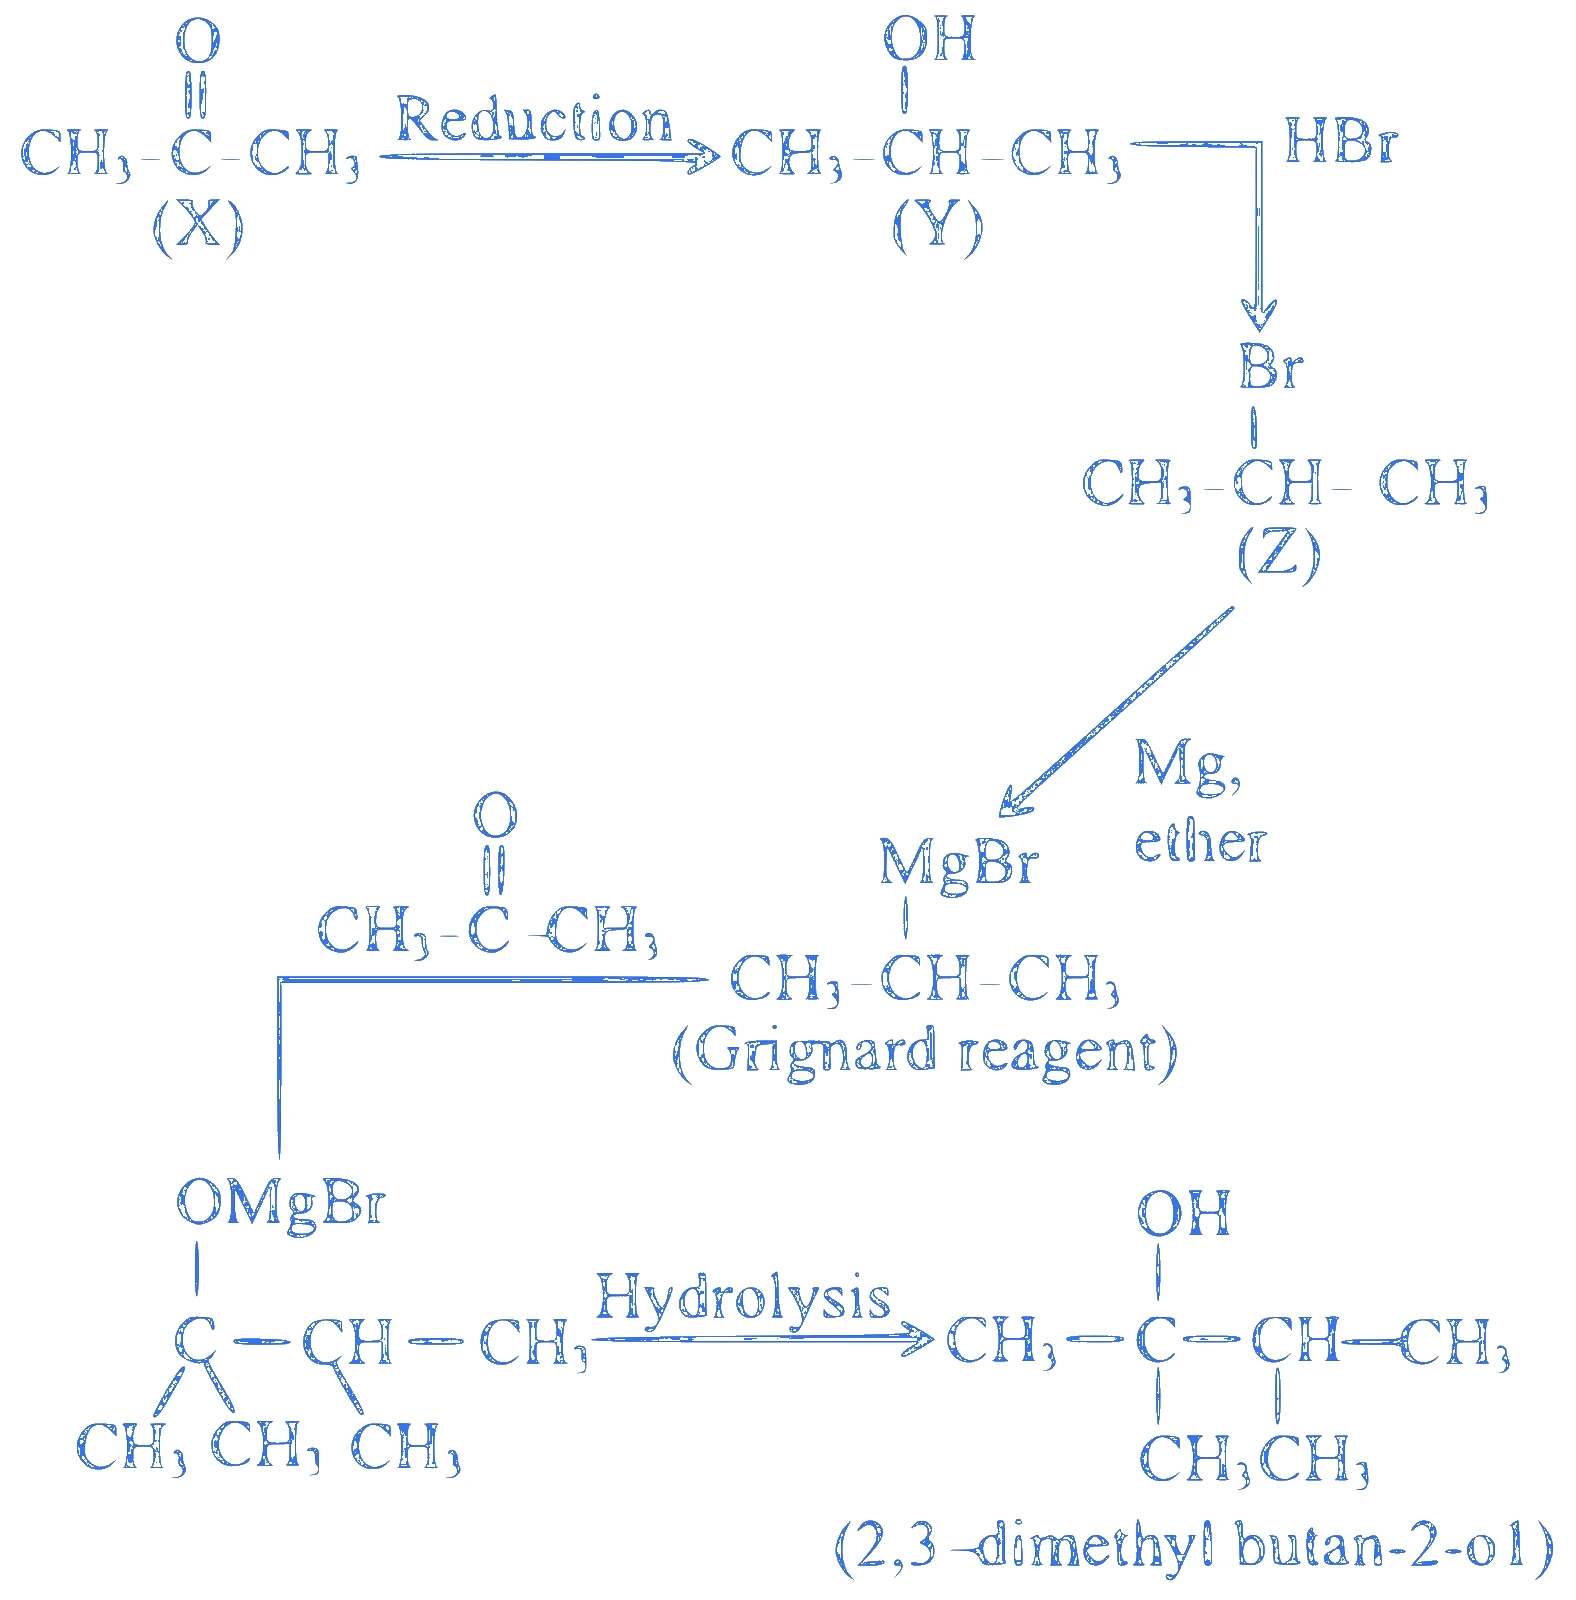 O OH
CH3-C-CH3 Reduction CH3-CH-CH3 HBr
(X) (Y)
Br
CH3-CH- CH3
(Z)
Mg,
ether
O
MgBr
CH3-C-CH3
CH3-CH-CH3
(Grignard reagent)
OMgBr OH
Hydrolysis
C-CH-CH3 CH3-C-CH-CH3
CH3 CH3 CH3 CH3CH3
(2,3-dimethyl butan-2-ol)